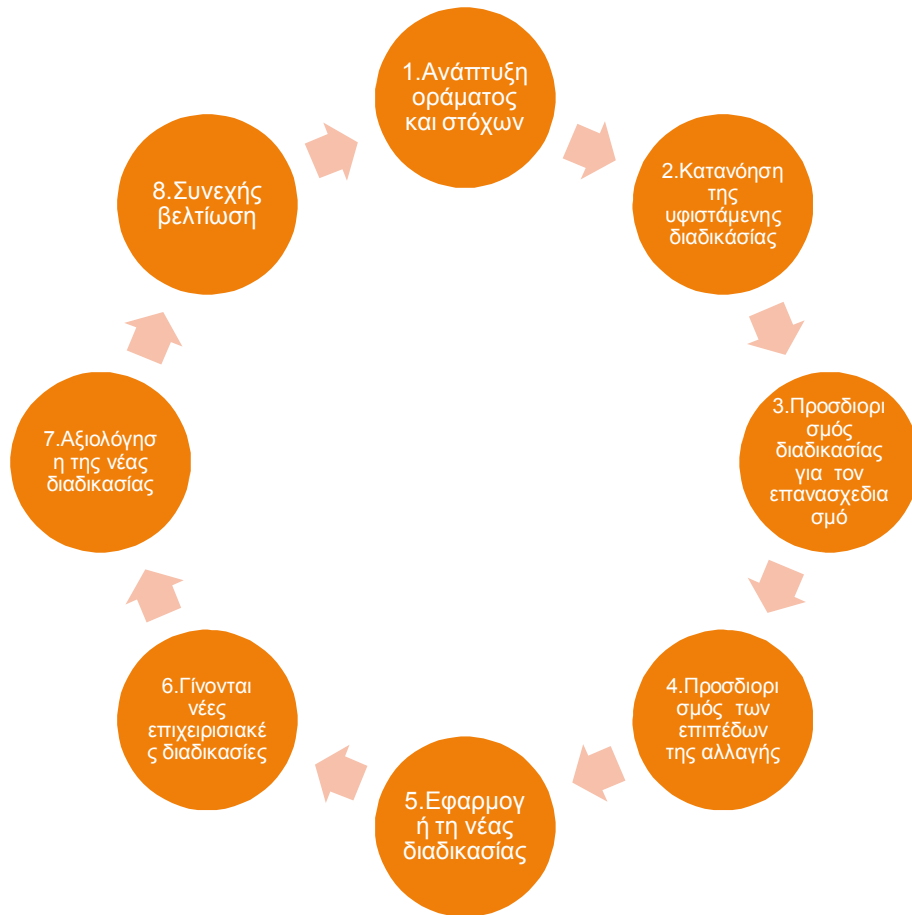 1.Ανάπτυξη
οράματος
και στόχων
2.Κατανόηση
της
υφιστάμενης
διαδικάσίας
3.Προσδιορι
σμός
διαδικασίας
για τον
επανασχεδια
σμό
4.Προσδιορι
σμός των
επιπέδων
της αλλαγής
5.Εφαρμογ
ή τη νέας
διαδικασίας
6.Γίνονται
νέες
επιχειρισιακέ
ς διαδικασίες
7.Αξιολόγησ
η της νέας
διαδικασίας
8.Συνεχής
βελτίωση